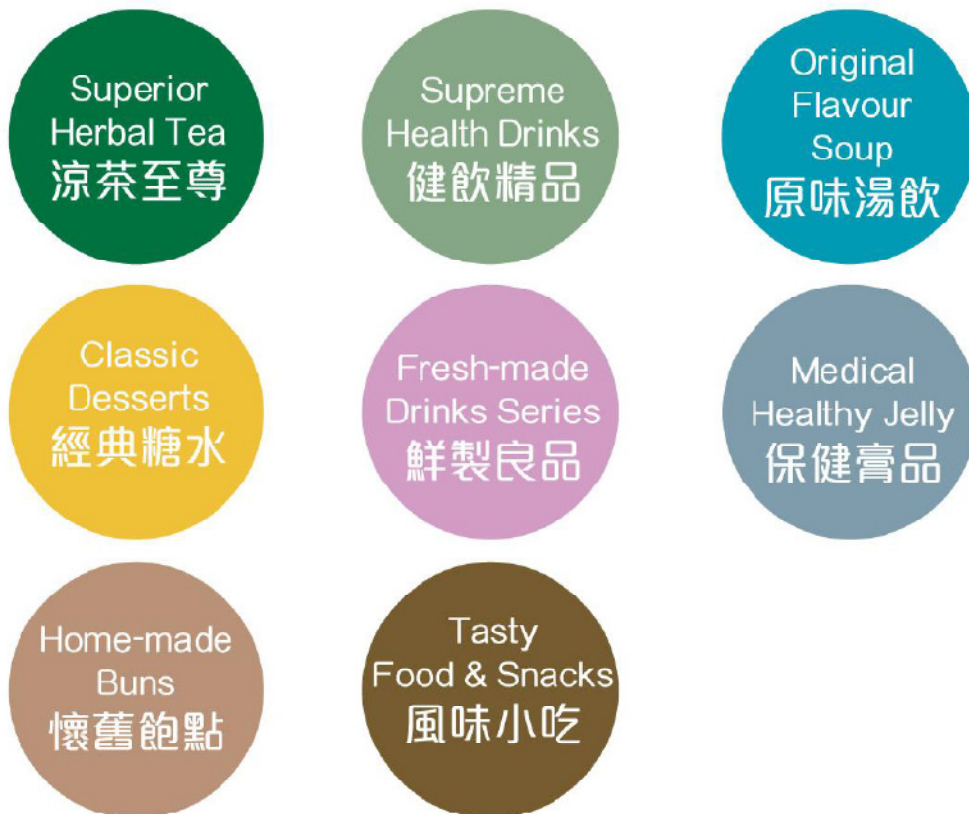 Superior
Herbal Tea
涼茶至尊
Supreme
Health Drinks
健飲精品
Original
Flavour
Soup
原味湯飲
Classic
Desserts
經典糖水
Fresh-made
Drinks Series
鮮製良品
Medical
Healthy Jelly
保健膏品
Home-made
Buns
懷舊飽點
Tasty
Food & Snacks
風味小吃